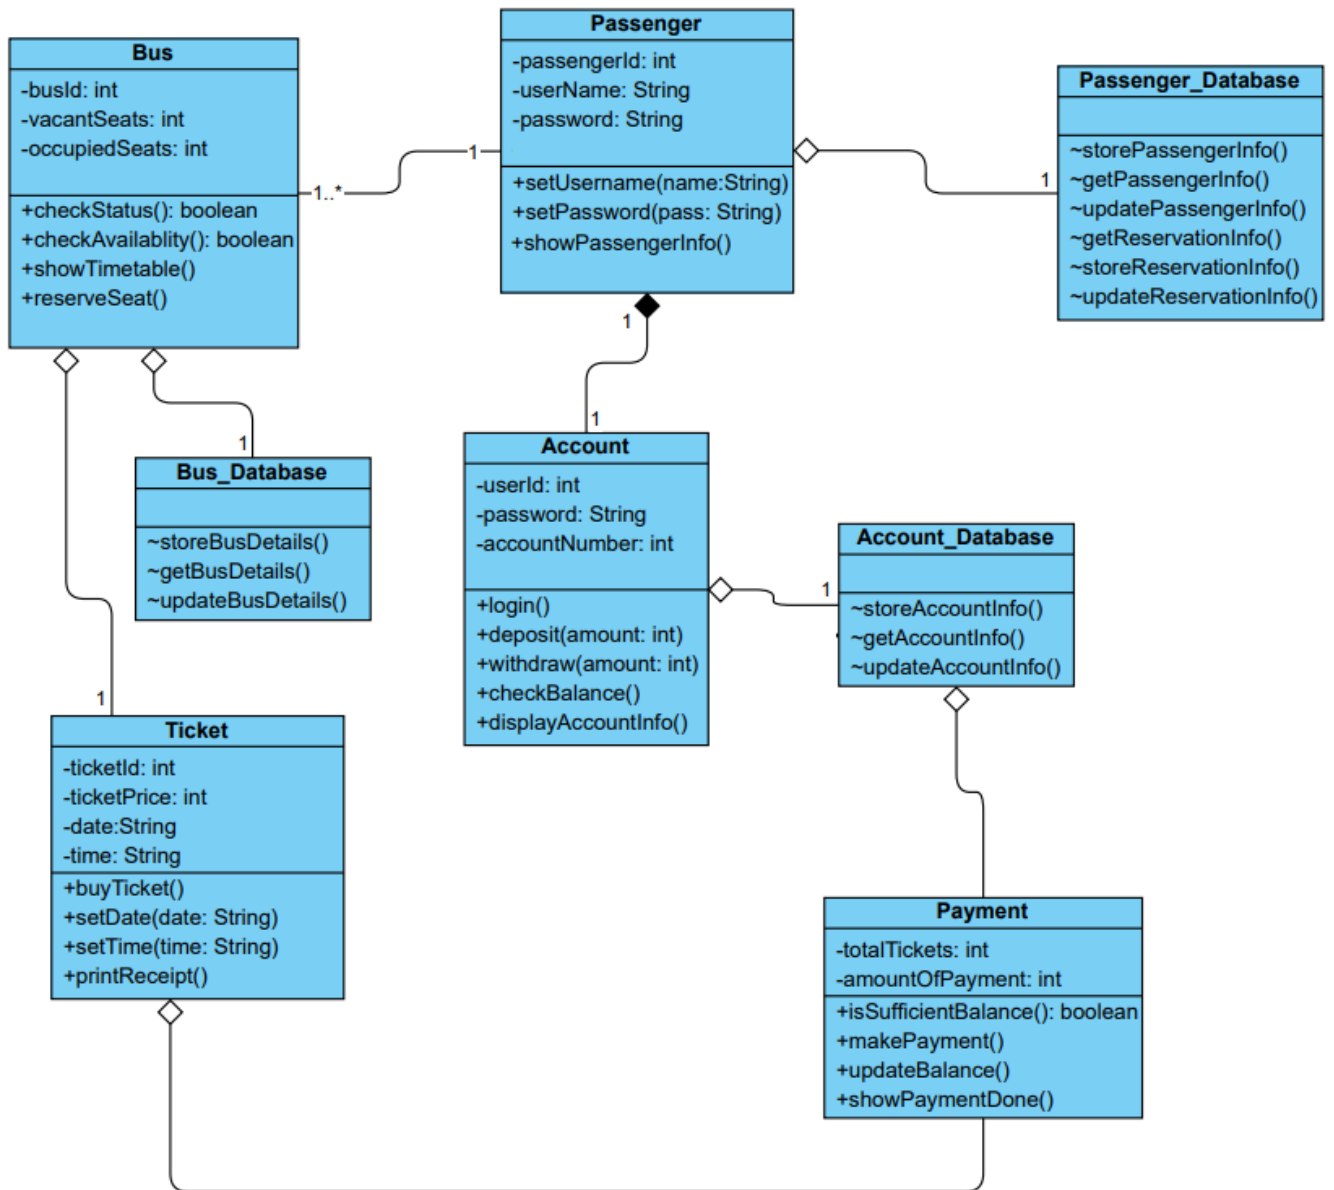 Bus
-busId: int
-vacantSeats: int
-occupiedSeats: int
+checkStatus(): boolean
+checkAvailablity(): boolean
+showTimetable()
+reserveSeat()
1..*
1
Passenger
-passengerId: int
-userName: String
-password: String
+setUsername(name:String)
+setPassword(pass: String)
+showPassengerInfo()
1
Passenger_Database
~storePassengerInfo()
~getPassengerInfo()
~updatePassengerInfo()
~getReservationInfo()
~storeReservationInfo()
~updateReservationInfo()
1
1
1
Bus_Database
~storeBusDetails()
~getBusDetails()
~updateBusDetails()
Account
-userId: int
-password: String
-accountNumber: int
+login()
+deposit(amount: int)
+withdraw(amount: int)
+checkBalance()
+displayAccountInfo()
1
Account_Database
~storeAccountInfo()
~getAccountInfo()
~updateAccountInfo()
1
Ticket
-ticketId: int
-ticketPrice: int
-date:String
-time: String
+buyTicket()
+setDate(date: String)
+setTime(time: String)
+printReceipt()
Payment
-totalTickets: int
-amountOfPayment: int
+isSufficientBalance(): boolean
+makePayment()
+updateBalance()
+showPaymentDone()